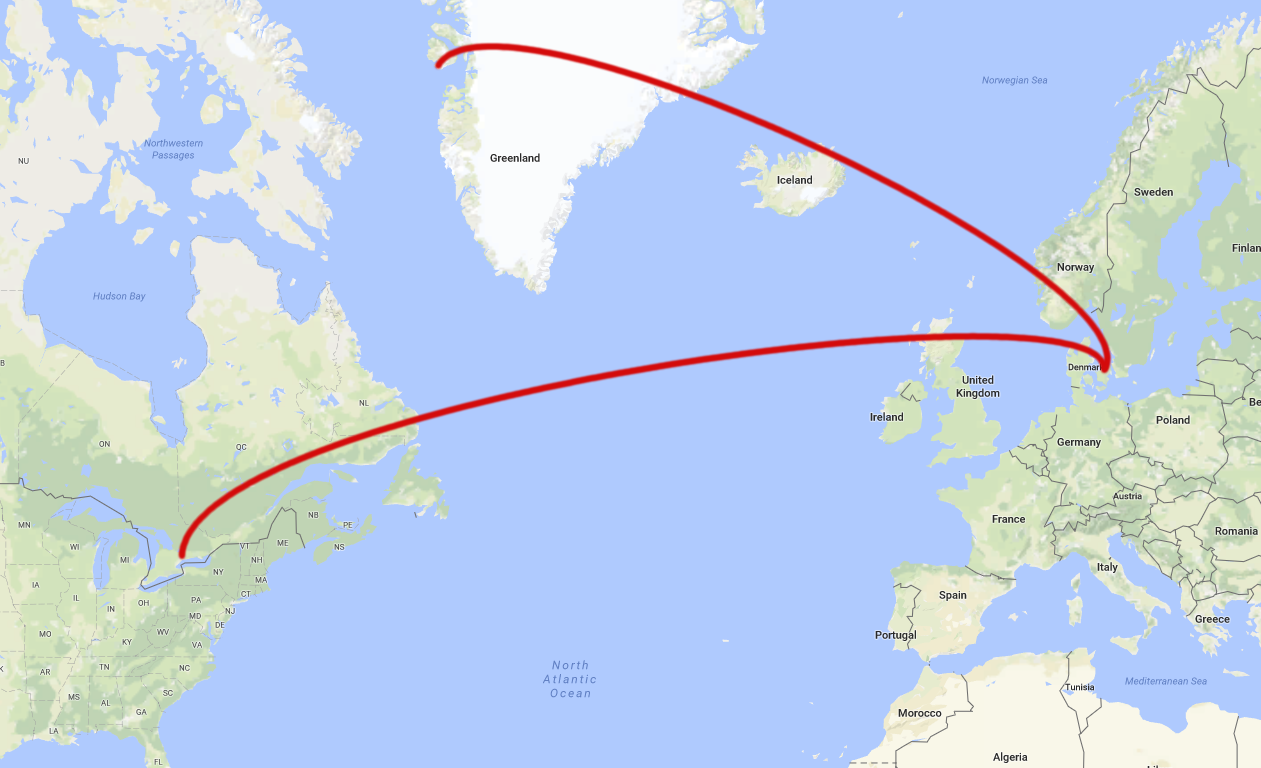 Norwegian Sea
Northwestern
Passages
NU
Greenland
Iceland
Sweden
Finlan
Norway
Hudson Bay
Denmark
United
Kingdom
NL
Ireland
Poland
Be
ON
QC
Germany
Austria
NB
PE
France
MN
Romania
WI
MI
VT
ME
NS
NH
Italy
NY
MA
IA
CT
Spain
IL
IN
OH
PA
NJ
MD
DE
Greece
MO
KY
WV
VA
Portugal
TN
NC
North
Atlantic
Ocean
AR
Mediterranean Sea
Tunisia
MS
AL
SC
GA
Morocco
LA
Algeria
FL